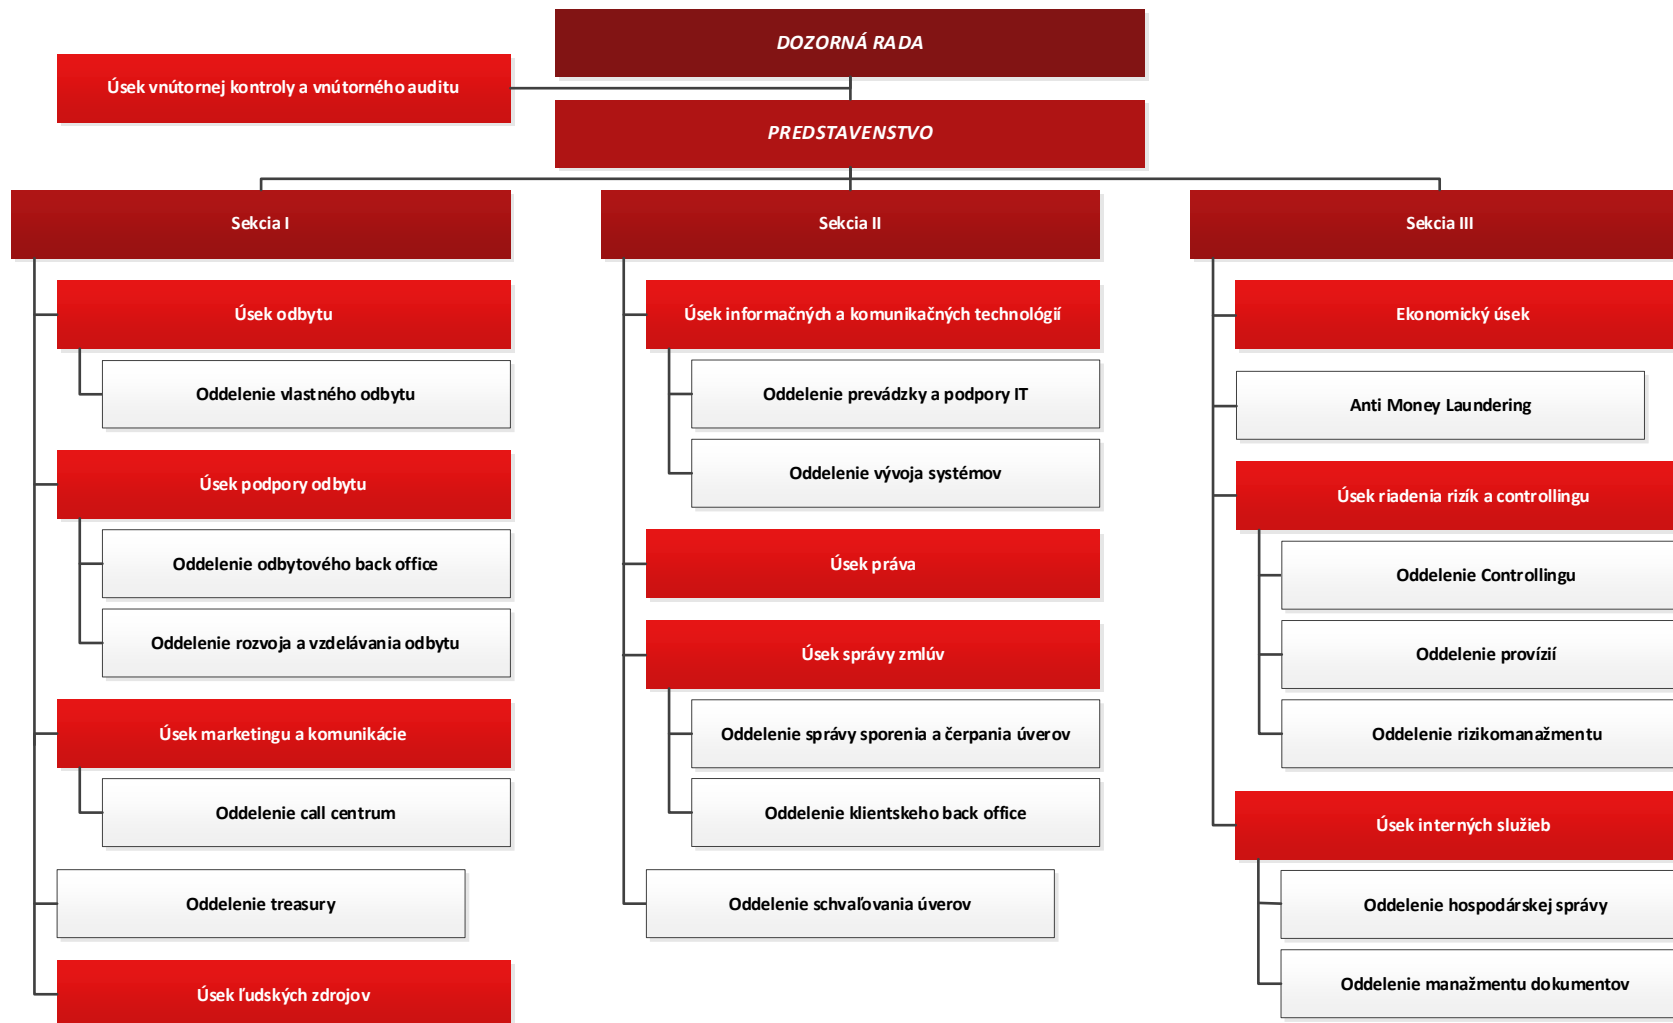 DOZORNÁ RADA
Úsek vnútornej kontroly a vnútorného auditu
PREDSTAVENSTVO
Sekcia I
Úsek odbytu
Oddelenie vlastného odbytu
Úsek podpory odbytu
Oddelenie odbytového back office
Oddelenie rozvoja a vzdelávania odbytu
Úsek marketingu a komunikácie
Oddelenie call centrum
Oddelenie treasury
Úsek ľudských zdrojov
Sekcia II
Úsek informačných a komunikačných technológií
Oddelenie prevádzky a podpory IT
Oddelenie vývoja systémov
Úsek práva
Úsek správy zmlúv
Oddelenie správy sporenia a čerpania úverov
Oddelenie klientskeho back office
Oddelenie schvaľovania úverov
Sekcia III
Ekonomický úsek
Anti Money Laundering
Úsek riadenia rizík a controllingu
Oddelenie Controllingu
Oddelenie provízií
Oddelenie rizikomanažmentu
Úsek interných služieb
Oddelenie hospodárskej správy
Oddelenie manažmentu dokumentov